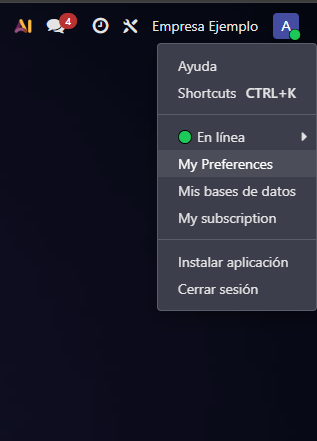 AI 4 Empresa Ejemplo A
Ayuda
Shortcuts CTRL+K
En línea
My Preferences
Mis bases de datos
My subscription
Instalar aplicación
Cerrar sesión